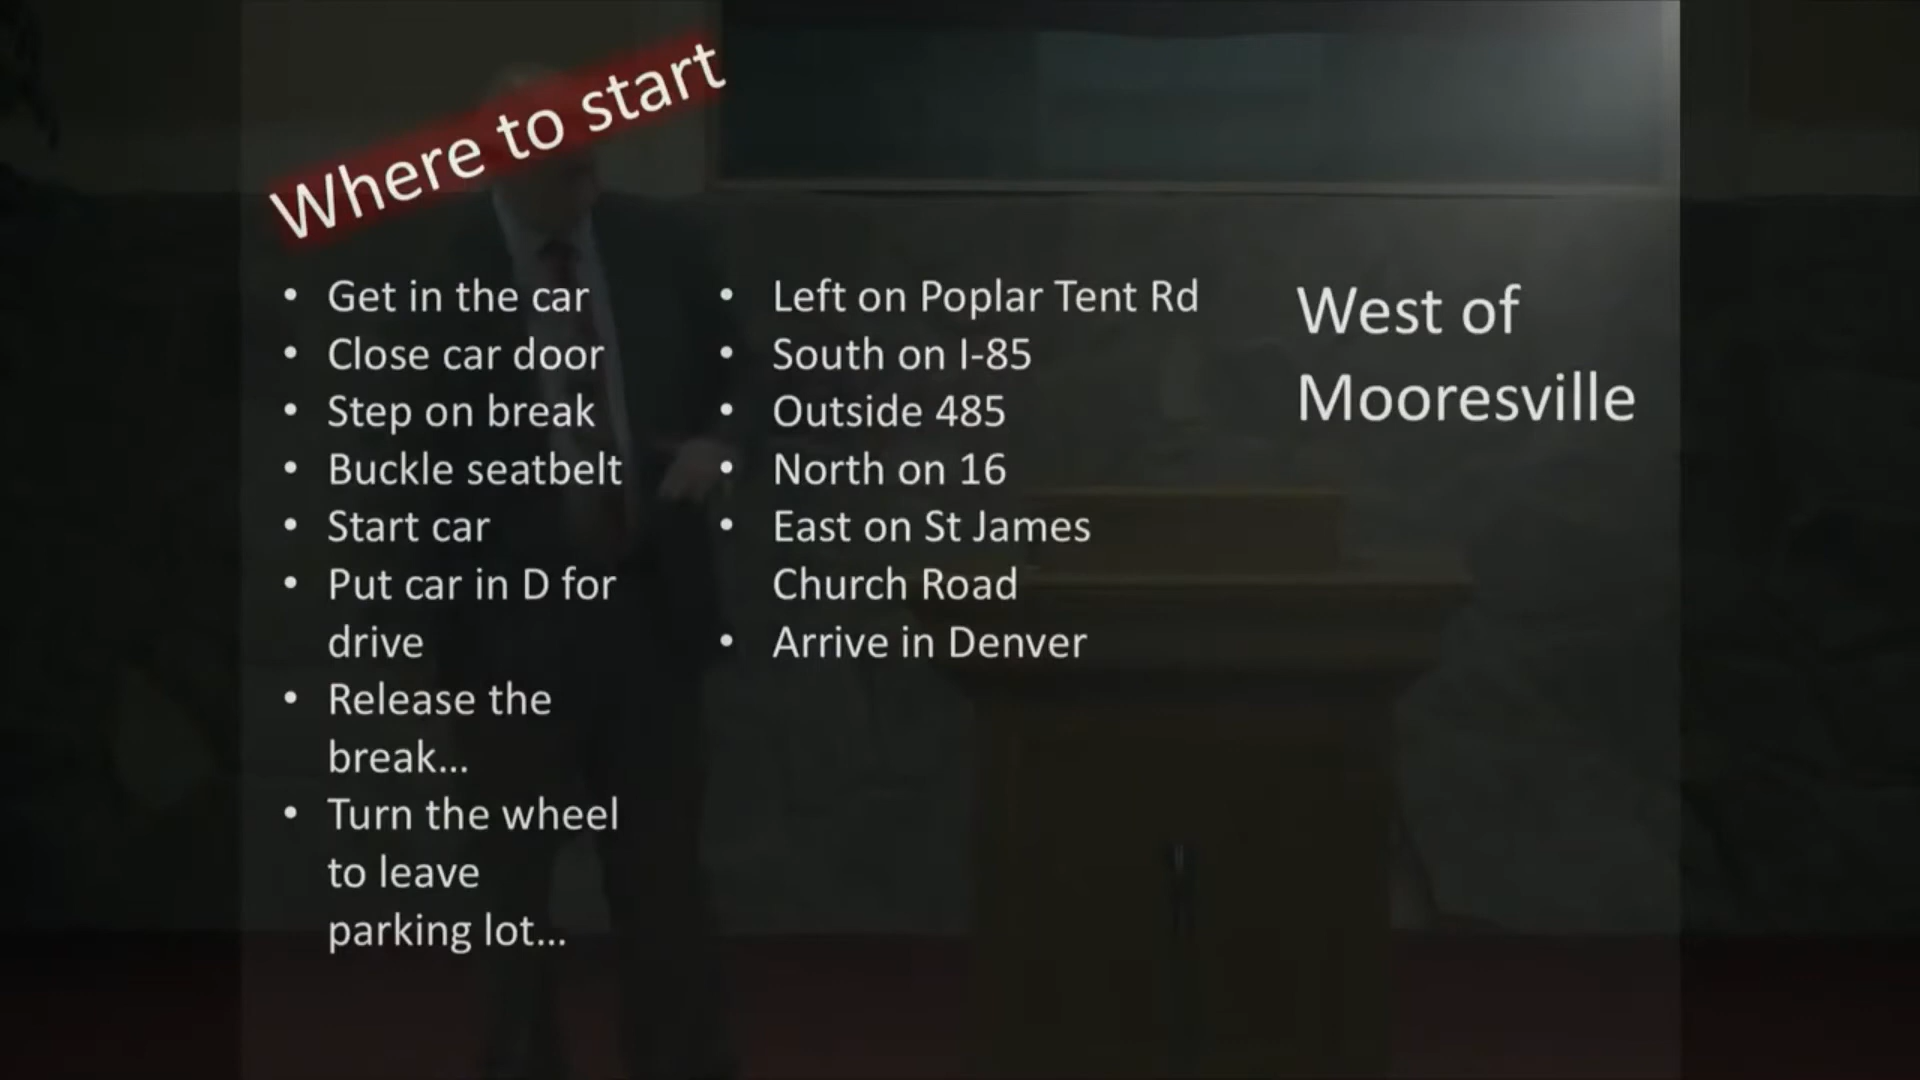 Where to start
• Get in the car
• Close car door
• Step on break
• Buckle seatbelt
• Start car
• Put car in D for
drive
• Release the
break...
• Turn the wheel
to leave
parking lot...
• Left on Poplar Tent Rd
• South on I-85
• Outside 485
• North on 16
• East on St James
Church Road
• Arrive in Denver
West of
Mooresville